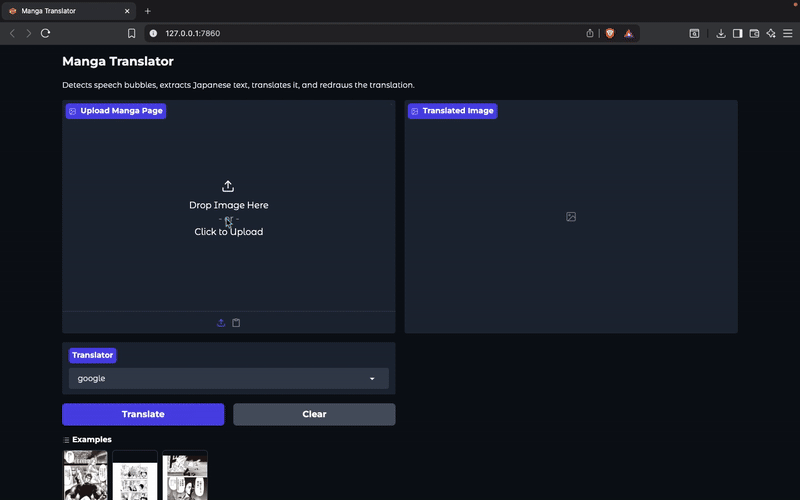 Manga Translator
127.0.0.1:7860
Manga Translator
Detects speech bubbles, extracts Japanese text, translates it, and redraws the translation.
Upload Manga Page
Translated Image
Drop Image Here
- or -
Click to Upload
Translator
google
Translate
Clear
Examples